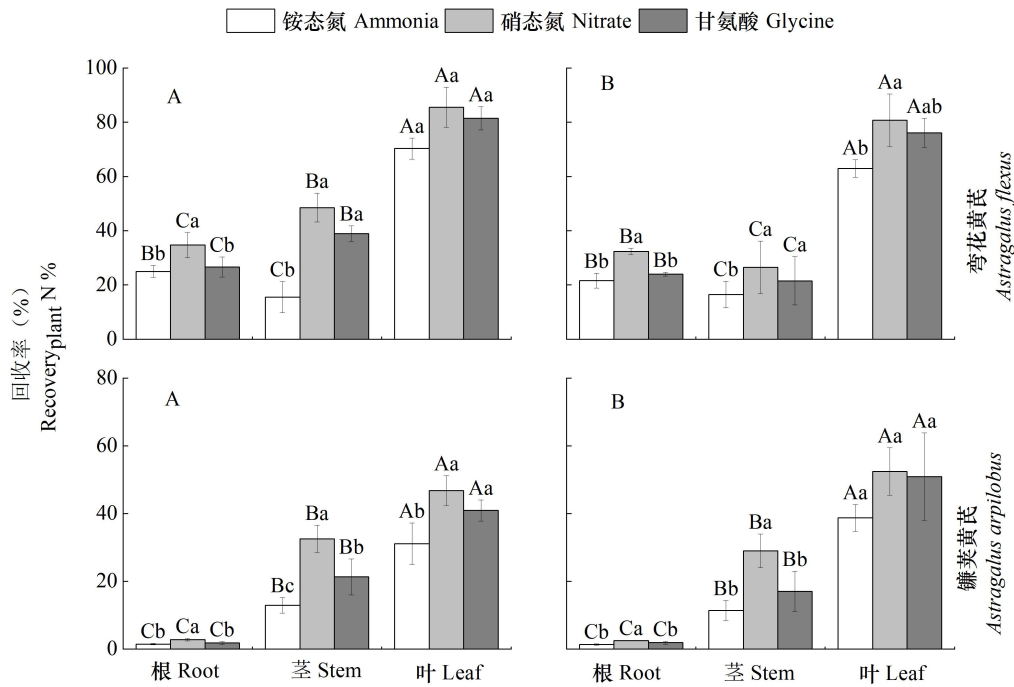 铵态氮 Ammonia 硝态氮 Nitrate 甘氨酸 Glycine
回收率（%）
Recovery plant N %
100
80
60
40
20
0
A
Bb Ca Cb
Cb Ba Ba
Aa Aa Aa
B
Bb Ba Bb
Cb Ca Ca
Ab Aa Aab
弯花黄芪
Astragalus flexus
80
60
40
20
0
A
Cb Ca Cb
Bc Ba Bb
Ab Aa Aa
根 Root 茎 Stem 叶 Leaf
B
Cb Ca Cb
Bb Ba Bb
Aa Aa Aa
根 Root 茎 Stem 叶 Leaf
镰荚黄芪
Astragalus arpilobus